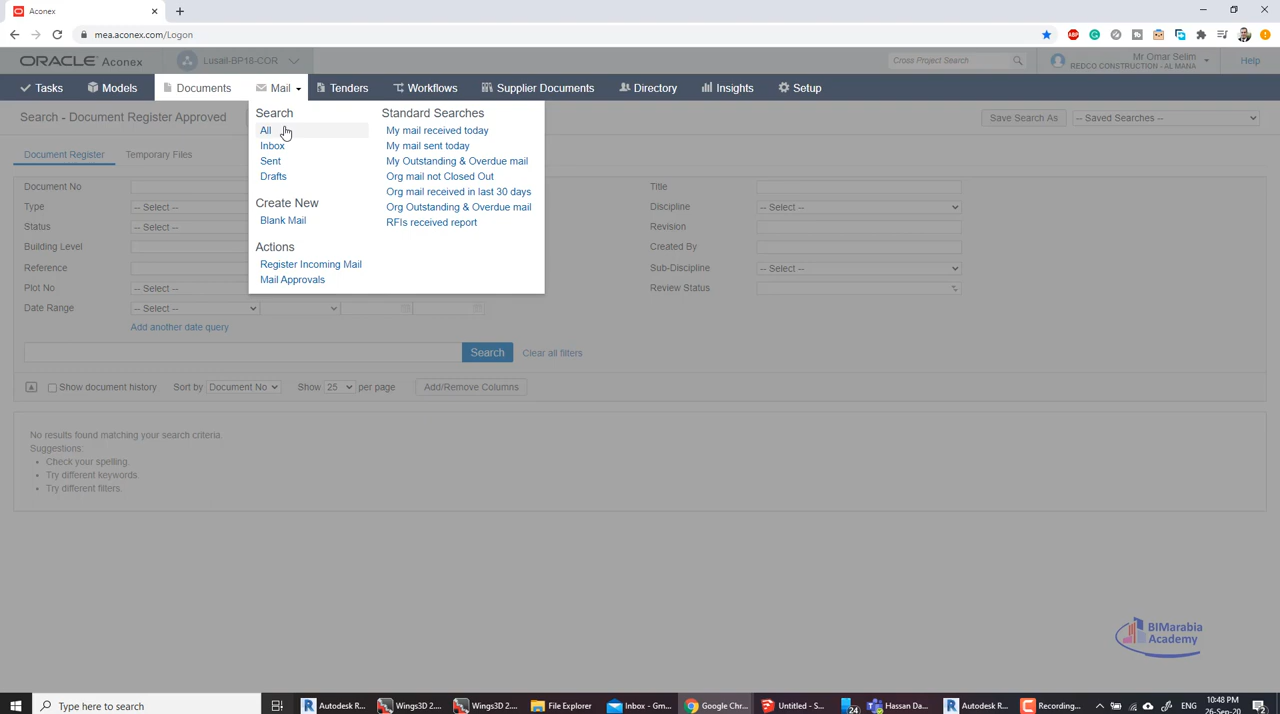 Aconex
mea.aconex.com/Logon
ABP
ORACLE Aconex
Lusail-BP18-COR
Cross Project Search
Mr Omar Selim
REDCO CONSTRUCTION - AL MANA
Help
Tasks
Models
Documents
Mail
Tenders
Workflows
Supplier Documents
Directory
Insights
Setup
Search - Document Register Approved
Save Search As
-- Saved Searches --
Search
All
Inbox
Sent
Drafts
Create New
Blank Mail
Actions
Register Incoming Mail
Mail Approvals
Standard Searches
My mail received today
My mail sent today
My Outstanding & Overdue mail
Org mail not Closed Out
Org mail received in last 30 days
Org Outstanding & Overdue mail
RFIs received report
Document Register
Temporary Files
Document No
Title
Type
-- Select --
Discipline
-- Select --
Status
-- Select --
Revision
Building Level
Created By
Reference
Sub-Discipline
-- Select --
Plot No
-- Select --
Review Status
Date Range
-- Select --
Add another date query
Search
Clear all filters
Show document history
Sort by
Document No
Show
25
per page
Add/Remove Columns
No results found matching your search criteria.
Suggestions:
• Check your spelling.
• Try different keywords.
• Try different filters.
BIMarabia
Academy
Type here to search
Autodesk R...
Wings3D 2....
Wings3D 2....
File Explorer
Inbox - Gm...
Google Chr...
Untitled - S...
24
Hassan Da...
Autodesk R...
Recording...
ENG
10:48 PM
26-Sep-20
2